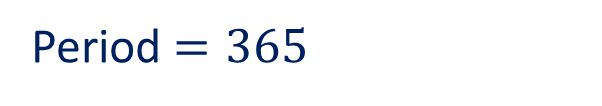 Period = 365